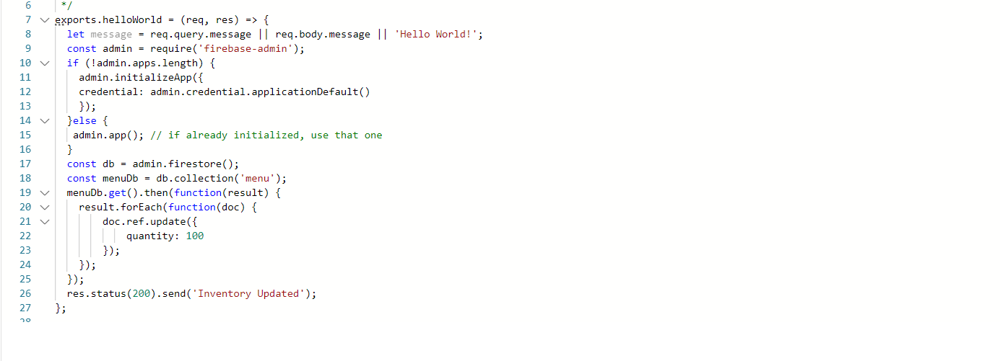 6 */
7 exports.helloWorld = (req, res) => {
8 let message = req.query.message || req.body.message || 'Hello World!';
9 const admin = require('firebase-admin');
10 if (!admin.apps.length) {
11 admin.initializeApp({
12 credential: admin.credential.applicationDefault()
13 });
14 }else {
15 admin.app(); // if already initialized, use that one
16 }
17 const db = admin.firestore();
18 const menuDb = db.collection('menu');
19 menuDb.get().then(function(result) {
20 result.forEach(function(doc) {
21 doc.ref.update({
22 quantity: 100
23 });
24 });
25 });
26 res.status(200).send('Inventory Updated');
27 };
28